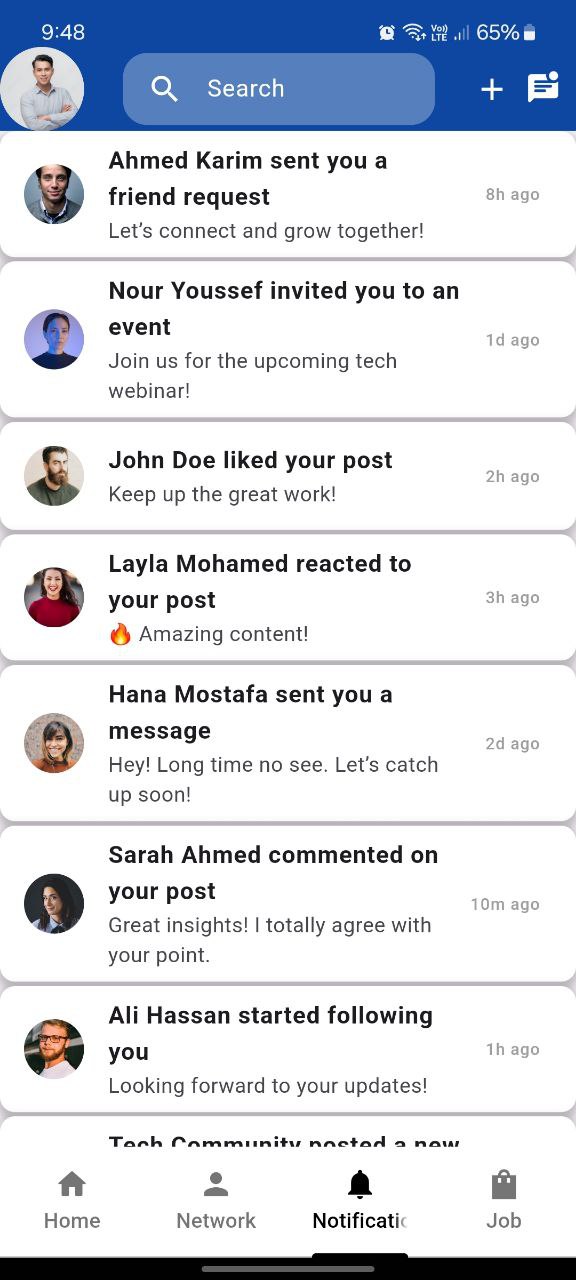 9:48
Vo)) LTE 65%
Search
Ahmed Karim sent you a
friend request
8h ago
Let’s connect and grow together!
Nour Youssef invited you to an
event
1d ago
Join us for the upcoming tech
webinar!
John Doe liked your post
2h ago
Keep up the great work!
Layla Mohamed reacted to
your post
3h ago
🔥 Amazing content!
Hana Mostafa sent you a
message
2d ago
Hey! Long time no see. Let’s catch
up soon!
Sarah Ahmed commented on
your post
10m ago
Great insights! I totally agree with
your point.
Ali Hassan started following
you
1h ago
Looking forward to your updates!
Tech Community posted a new
Home
Network
Notificatic
Job